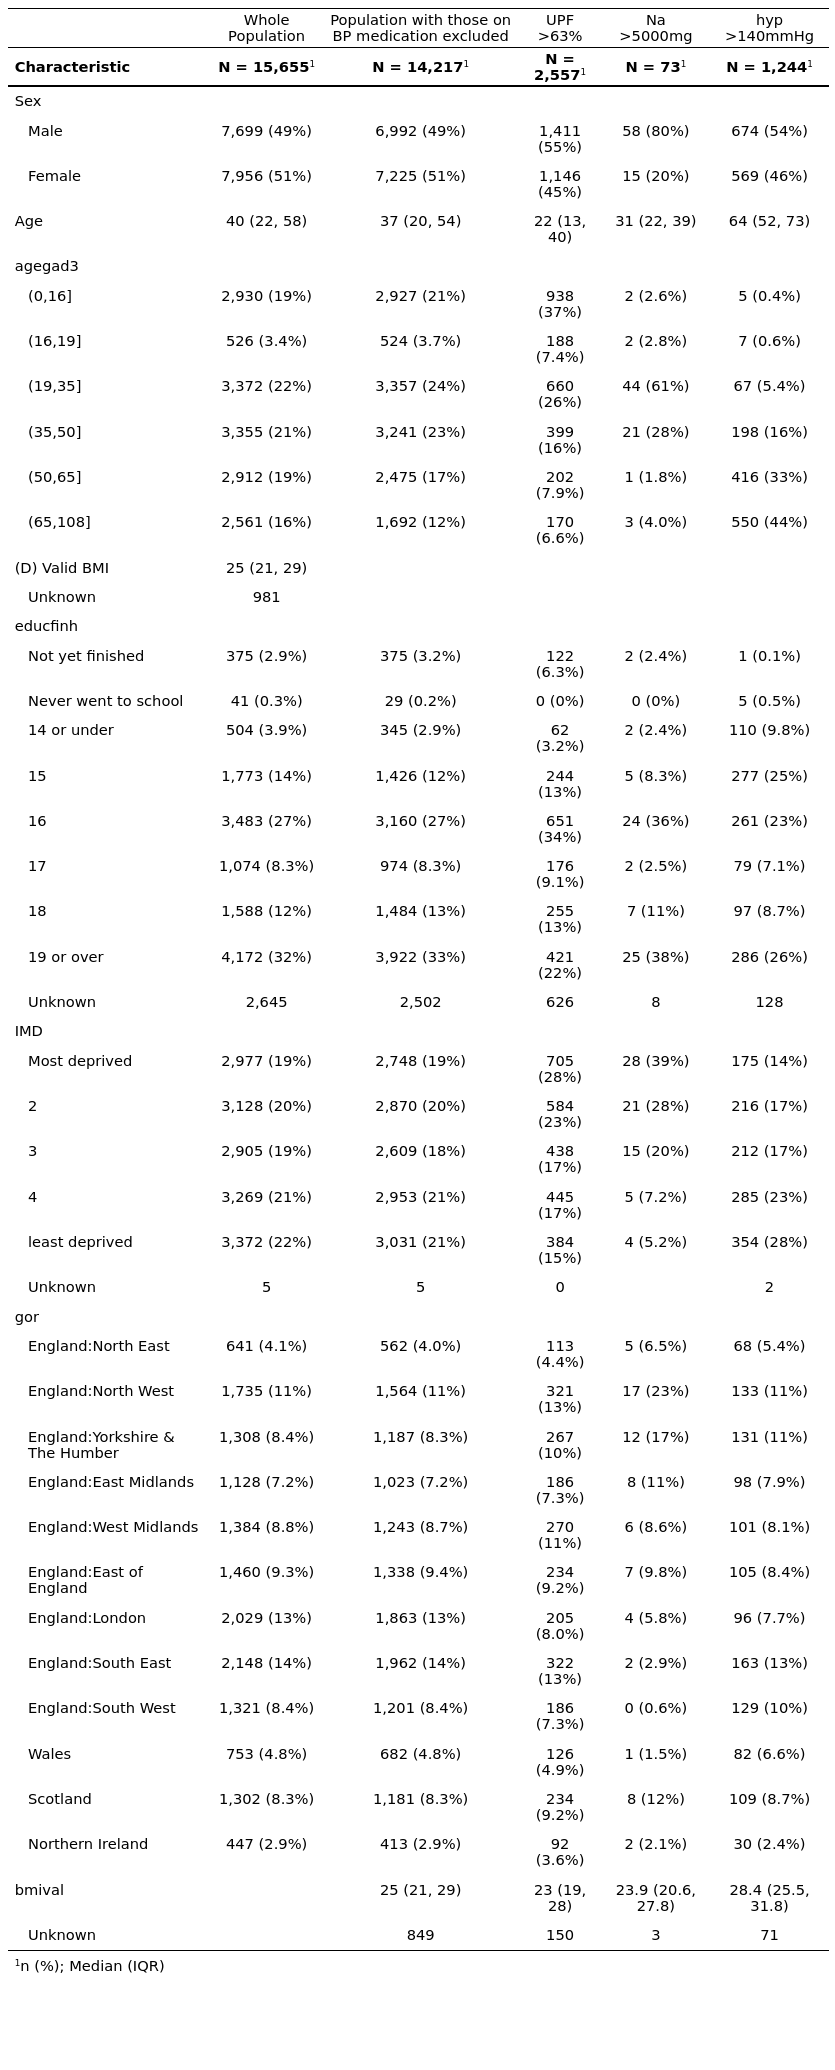 Whole Population | Population with those on BP medication excluded | UPF >63% | Na >5000mg | hyp >140mmHg
Characteristic | N = 15,655¹ | N = 14,217¹ | N = 2,557¹ | N = 73¹ | N = 1,244¹
Sex
Male | 7,699 (49%) | 6,992 (49%) | 1,411 (55%) | 58 (80%) | 674 (54%)
Female | 7,956 (51%) | 7,225 (51%) | 1,146 (45%) | 15 (20%) | 569 (46%)
Age | 40 (22, 58) | 37 (20, 54) | 22 (13, 40) | 31 (22, 39) | 64 (52, 73)
agegad3
(0,16] | 2,930 (19%) | 2,927 (21%) | 938 (37%) | 2 (2.6%) | 5 (0.4%)
(16,19] | 526 (3.4%) | 524 (3.7%) | 188 (7.4%) | 2 (2.8%) | 7 (0.6%)
(19,35] | 3,372 (22%) | 3,357 (24%) | 660 (26%) | 44 (61%) | 67 (5.4%)
(35,50] | 3,355 (21%) | 3,241 (23%) | 399 (16%) | 21 (28%) | 198 (16%)
(50,65] | 2,912 (19%) | 2,475 (17%) | 202 (7.9%) | 1 (1.8%) | 416 (33%)
(65,108] | 2,561 (16%) | 1,692 (12%) | 170 (6.6%) | 3 (4.0%) | 550 (44%)
(D) Valid BMI | 25 (21, 29)
Unknown | 981
educfinh
Not yet finished | 375 (2.9%) | 375 (3.2%) | 122 (6.3%) | 2 (2.4%) | 1 (0.1%)
Never went to school | 41 (0.3%) | 29 (0.2%) | 0 (0%) | 0 (0%) | 5 (0.5%)
14 or under | 504 (3.9%) | 345 (2.9%) | 62 (3.2%) | 2 (2.4%) | 110 (9.8%)
15 | 1,773 (14%) | 1,426 (12%) | 244 (13%) | 5 (8.3%) | 277 (25%)
16 | 3,483 (27%) | 3,160 (27%) | 651 (34%) | 24 (36%) | 261 (23%)
17 | 1,074 (8.3%) | 974 (8.3%) | 176 (9.1%) | 2 (2.5%) | 79 (7.1%)
18 | 1,588 (12%) | 1,484 (13%) | 255 (13%) | 7 (11%) | 97 (8.7%)
19 or over | 4,172 (32%) | 3,922 (33%) | 421 (22%) | 25 (38%) | 286 (26%)
Unknown | 2,645 | 2,502 | 626 | 8 | 128
IMD
Most deprived | 2,977 (19%) | 2,748 (19%) | 705 (28%) | 28 (39%) | 175 (14%)
2 | 3,128 (20%) | 2,870 (20%) | 584 (23%) | 21 (28%) | 216 (17%)
3 | 2,905 (19%) | 2,609 (18%) | 438 (17%) | 15 (20%) | 212 (17%)
4 | 3,269 (21%) | 2,953 (21%) | 445 (17%) | 5 (7.2%) | 285 (23%)
least deprived | 3,372 (22%) | 3,031 (21%) | 384 (15%) | 4 (5.2%) | 354 (28%)
Unknown | 5 | 5 | 0 | | 2
gor
England:North East | 641 (4.1%) | 562 (4.0%) | 113 (4.4%) | 5 (6.5%) | 68 (5.4%)
England:North West | 1,735 (11%) | 1,564 (11%) | 321 (13%) | 17 (23%) | 133 (11%)
England:Yorkshire & The Humber | 1,308 (8.4%) | 1,187 (8.3%) | 267 (10%) | 12 (17%) | 131 (11%)
England:East Midlands | 1,128 (7.2%) | 1,023 (7.2%) | 186 (7.3%) | 8 (11%) | 98 (7.9%)
England:West Midlands | 1,384 (8.8%) | 1,243 (8.7%) | 270 (11%) | 6 (8.6%) | 101 (8.1%)
England:East of England | 1,460 (9.3%) | 1,338 (9.4%) | 234 (9.2%) | 7 (9.8%) | 105 (8.4%)
England:London | 2,029 (13%) | 1,863 (13%) | 205 (8.0%) | 4 (5.8%) | 96 (7.7%)
England:South East | 2,148 (14%) | 1,962 (14%) | 322 (13%) | 2 (2.9%) | 163 (13%)
England:South West | 1,321 (8.4%) | 1,201 (8.4%) | 186 (7.3%) | 0 (0.6%) | 129 (10%)
Wales | 753 (4.8%) | 682 (4.8%) | 126 (4.9%) | 1 (1.5%) | 82 (6.6%)
Scotland | 1,302 (8.3%) | 1,181 (8.3%) | 234 (9.2%) | 8 (12%) | 109 (8.7%)
Northern Ireland | 447 (2.9%) | 413 (2.9%) | 92 (3.6%) | 2 (2.1%) | 30 (2.4%)
bmival | | 25 (21, 29) | 23 (19, 28) | 23.9 (20.6, 27.8) | 28.4 (25.5, 31.8)
Unknown | | 849 | 150 | 3 | 71
¹n (%); Median (IQR)